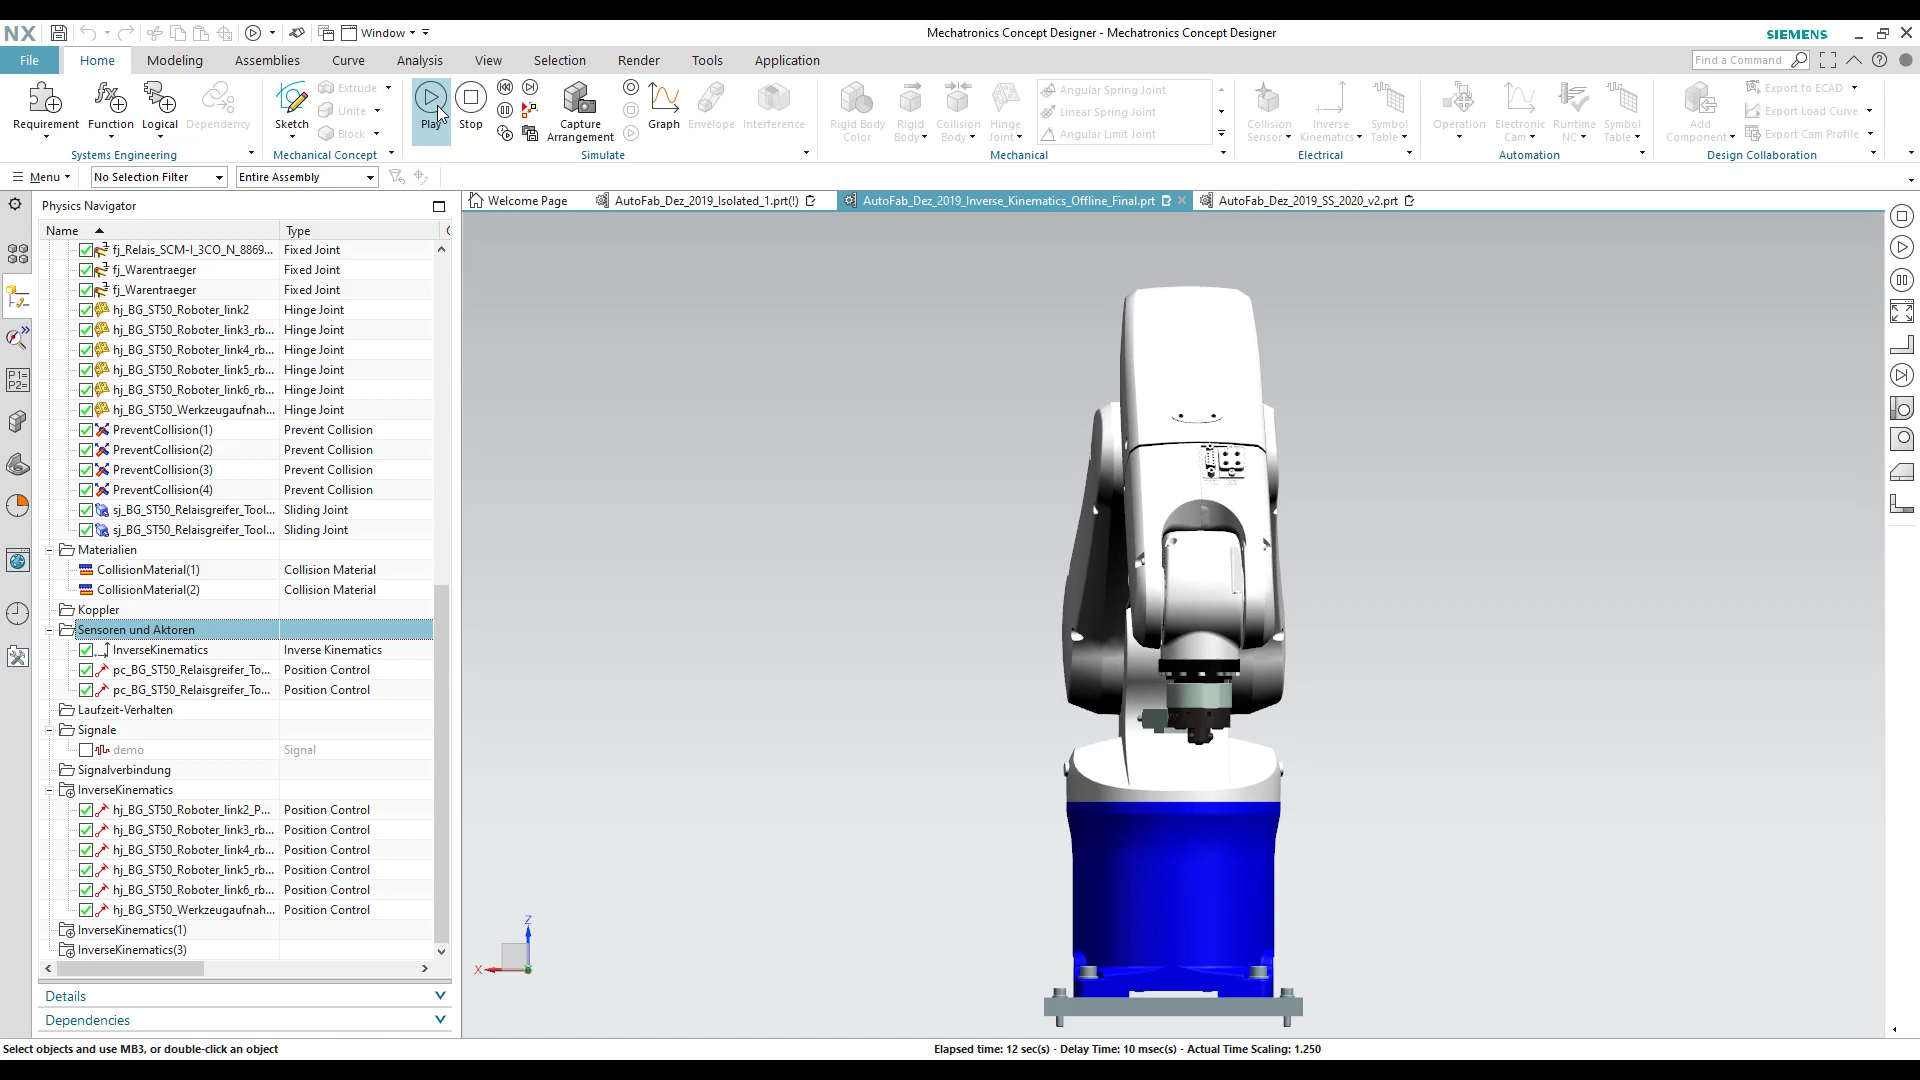 NX
Window
Mechatronics Concept Designer - Mechatronics Concept Designer
SIEMENS
File
Home
Modeling
Assemblies
Curve
Analysis
View
Selection
Render
Tools
Application
Find a Command
Requirement
Function
Logical
Dependency
Systems Engineering
Sketch
Extrude
Unite
Block
Mechanical Concept
Play
Stop
Capture
Arrangement
Graph
Envelope
Interference
Simulate
Rigid Body
Color
Rigid
Body
Collision
Body
Hinge
Joint
Angular Spring Joint
Linear Spring Joint
Angular Limit Joint
Mechanical
Collision
Sensor
Inverse
Kinematics
Symbol
Table
Electrical
Operation
Electronic
Cam
Runtime
NC
Symbol
Table
Automation
Add
Component
Export to ECAD
Export Load Curve
Export Cam Profile
Design Collaboration
Menu
No Selection Filter
Entire Assembly
Physics Navigator
Welcome Page
AutoFab_Dez_2019_Isolated_1.prt(!)
AutoFab_Dez_2019_Inverse_Kinematics_Offline_Final.prt
AutoFab_Dez_2019_SS_2020_v2.prt
Name
Type
fj_Relais_SCM-I_3CO_N_8869... Fixed Joint
fj_Warentraeger Fixed Joint
fj_Warentraeger Fixed Joint
hj_BG_ST50_Roboter_link2 Hinge Joint
hj_BG_ST50_Roboter_link3_rb... Hinge Joint
hj_BG_ST50_Roboter_link4_rb... Hinge Joint
hj_BG_ST50_Roboter_link5_rb... Hinge Joint
hj_BG_ST50_Roboter_link6_rb... Hinge Joint
hj_BG_ST50_Werkzeugaufnah... Hinge Joint
PreventCollision(1) Prevent Collision
PreventCollision(2) Prevent Collision
PreventCollision(3) Prevent Collision
PreventCollision(4) Prevent Collision
sj_BG_ST50_Relaisgreifer_Tool... Sliding Joint
sj_BG_ST50_Relaisgreifer_Tool... Sliding Joint
Materialien
CollisionMaterial(1) Collision Material
CollisionMaterial(2) Collision Material
Koppler
Sensoren und Aktoren
InverseKinematics Inverse Kinematics
pc_BG_ST50_Relaisgreifer_To... Position Control
pc_BG_ST50_Relaisgreifer_To... Position Control
Laufzeit-Verhalten
Signale
demo Signal
Signalverbindung
InverseKinematics
hj_BG_ST50_Roboter_link2_P... Position Control
hj_BG_ST50_Roboter_link3_rb... Position Control
hj_BG_ST50_Roboter_link4_rb... Position Control
hj_BG_ST50_Roboter_link5_rb... Position Control
hj_BG_ST50_Roboter_link6_rb... Position Control
hj_BG_ST50_Werkzeugaufnah... Position Control
InverseKinematics(1)
InverseKinematics(3)
Z
X
Details
Dependencies
Select objects and use MB3, or double-click an object
Elapsed time: 12 sec(s) - Delay Time: 10 msec(s) - Actual Time Scaling: 1.250